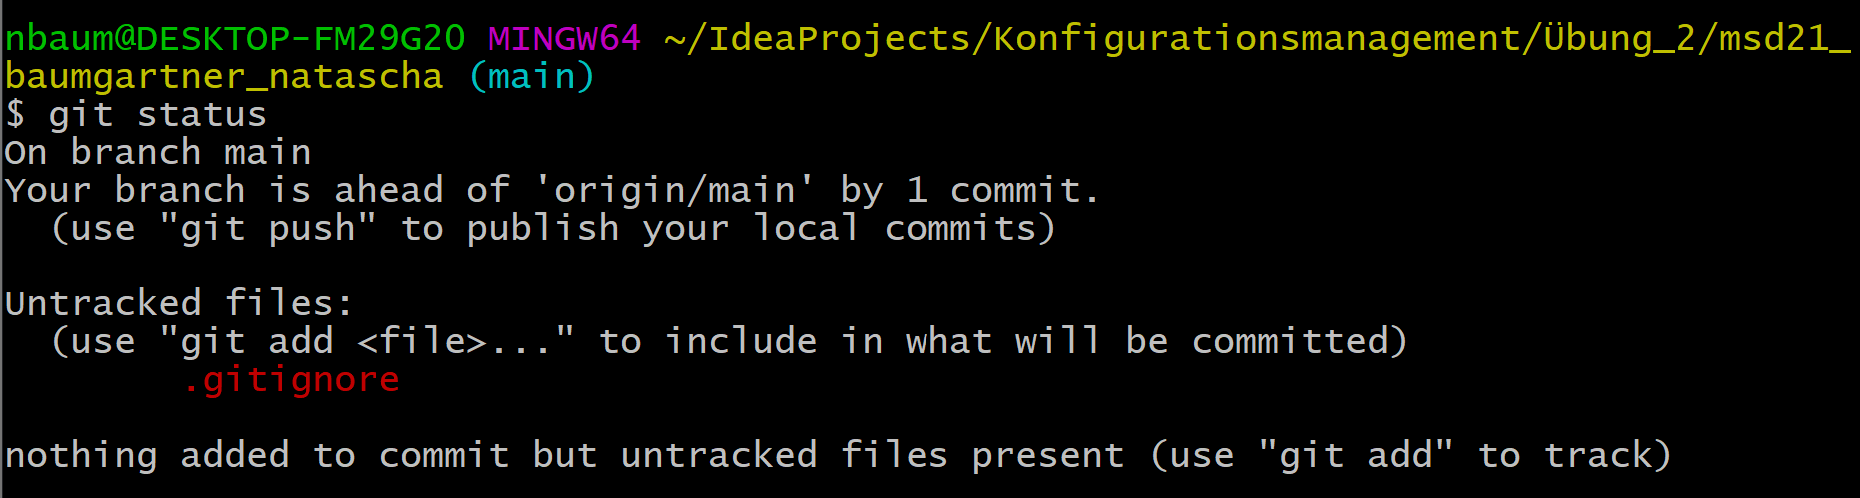 nbaum@DESKTOP-FM29G20 MINGW64 ~/IdeaProjects/Konfigurationsmanagement/Übung_2/msd21_
baumgartner_natascha (main)
$ git status
On branch main
Your branch is ahead of 'origin/main' by 1 commit.
  (use "git push" to publish your local commits)

Untracked files:
  (use "git add <file>..." to include in what will be committed)
        .gitignore

nothing added to commit but untracked files present (use "git add" to track)